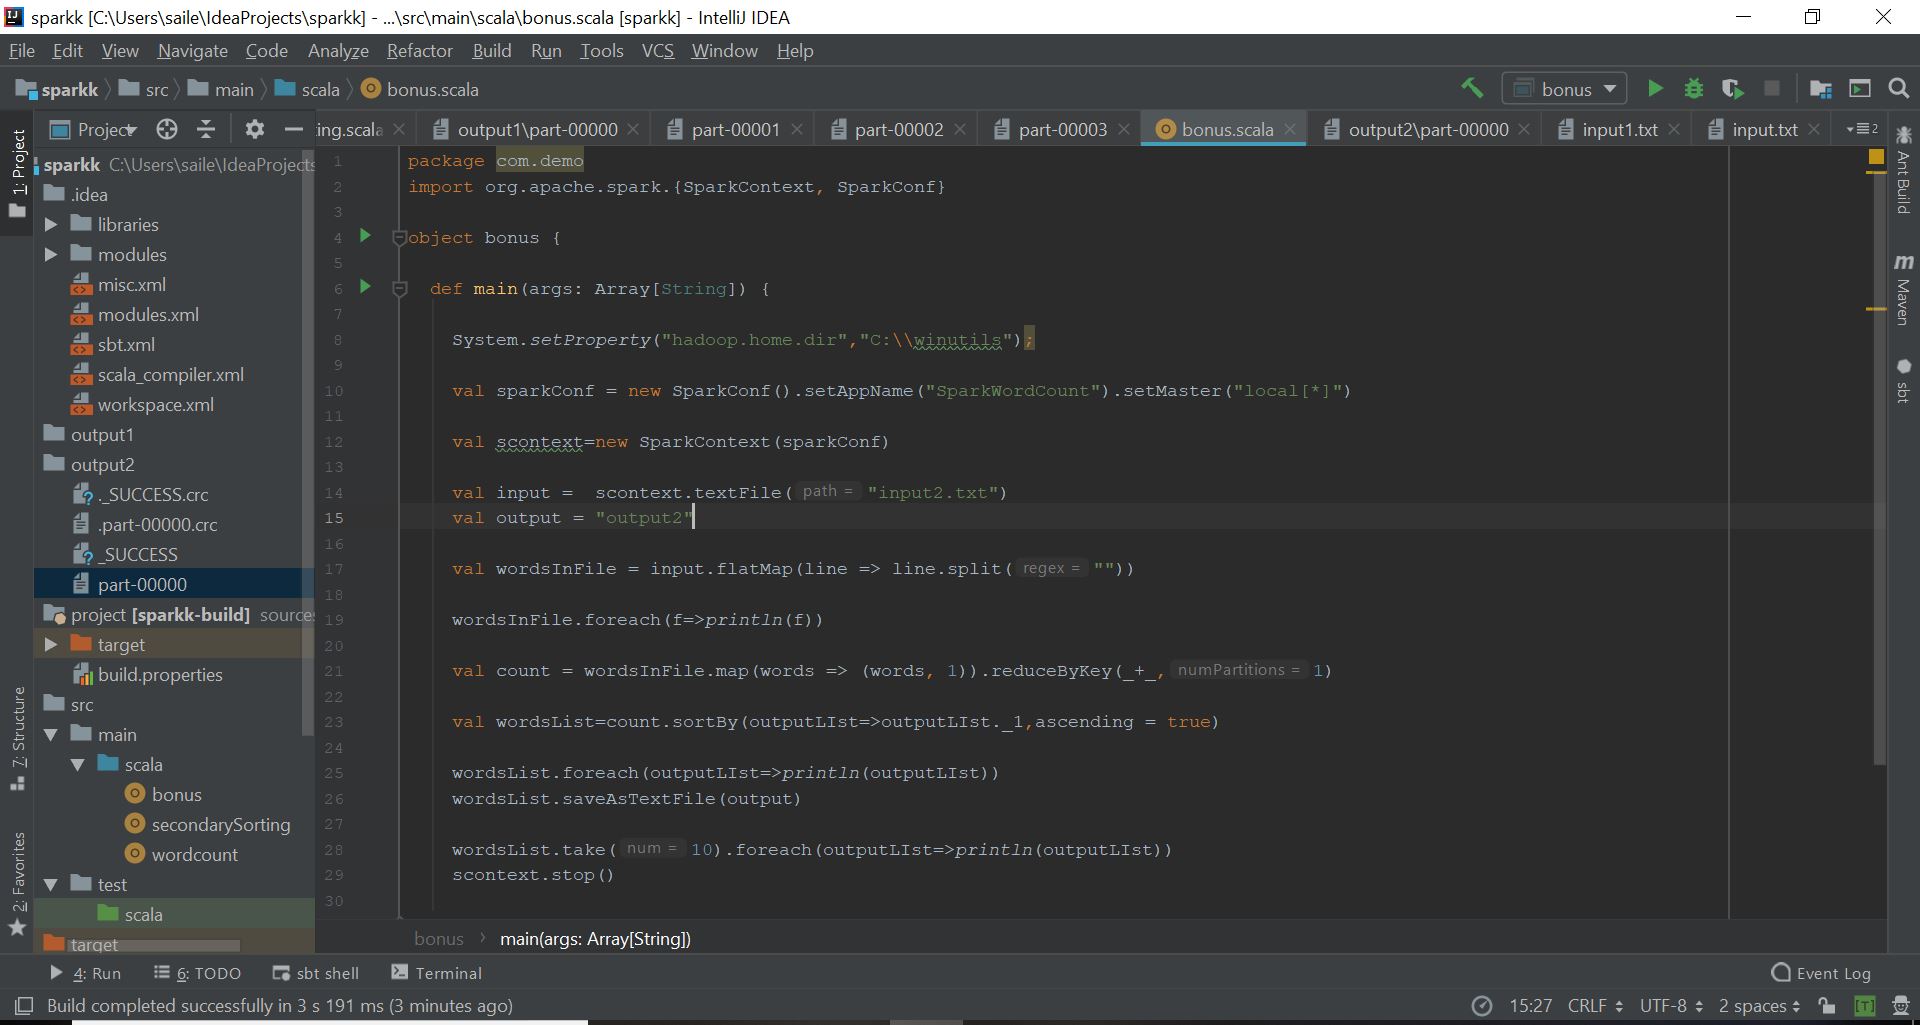 sparkk [C:\Users\saile\IdeaProjects\sparkk] - ...\src\main\scala\bonus.scala [sparkk] - IntelliJ IDEA
File Edit View Navigate Code Analyze Refactor Build Run Tools VCS Window Help
sparkk src main scala bonus.scala bonus
Project ing.scala output1\part-00000 part-00001 part-00002 part-00003 bonus.scala output2\part-00000 input1.txt input.txt 2
1: Project
7: Structure
2: Favorites
sparkk C:\Users\saile\IdeaProjects
.idea
libraries
modules
misc.xml
modules.xml
sbt.xml
scala_compiler.xml
workspace.xml
output1
output2
._SUCCESS.crc
.part-00000.crc
_SUCCESS
part-00000
project [sparkk-build] sources
target
build.properties
src
main
scala
bonus
secondarySorting
wordcount
test
scala
target
1 package com.demo
2 import org.apache.spark.{SparkContext, SparkConf}
3
4 object bonus {
5
6 def main(args: Array[String]) {
7
8 System.setProperty("hadoop.home.dir","C:\\winutils");
9
10 val sparkConf = new SparkConf().setAppName("SparkWordCount").setMaster("local[*]")
11
12 val scontext=new SparkContext(sparkConf)
13
14 val input = scontext.textFile( path = "input2.txt")
15 val output = "output2"
16
17 val wordsInFile = input.flatMap(line => line.split( regex = ""))
18
19 wordsInFile.foreach(f=>println(f))
20
21 val count = wordsInFile.map(words => (words, 1)).reduceByKey(_+_, numPartitions = 1)
22
23 val wordsList=count.sortBy(outputLIst=>outputLIst._1,ascending = true)
24
25 wordsList.foreach(outputLIst=>println(outputLIst))
26 wordsList.saveAsTextFile(output)
27
28 wordsList.take( num = 10).foreach(outputLIst=>println(outputLIst))
29 scontext.stop()
30
bonus > main(args: Array[String])
Ant Build
m Maven
sbt
4: Run 6: TODO sbt shell Terminal Event Log
Build completed successfully in 3 s 191 ms (3 minutes ago) 15:27 CRLF UTF-8 2 spaces [T]